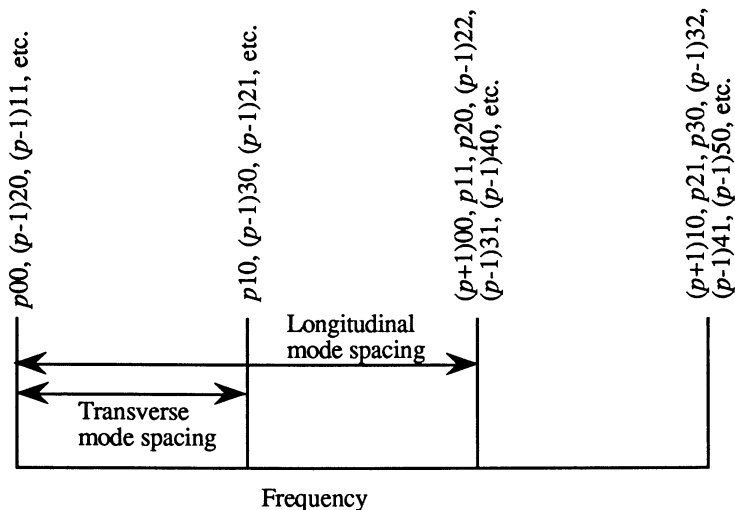 p00, (p-1)20, (p-1)11, etc.
p10, (p-1)30, (p-1)21, etc.
(p+1)00, p11, p20, (p-1)22,
(p-1)31, (p-1)40, etc.
(p+1)10, p21, p30, (p-1)32,
(p-1)41, (p-1)50, etc.
Longitudinal
mode spacing
Transverse
mode spacing
Frequency